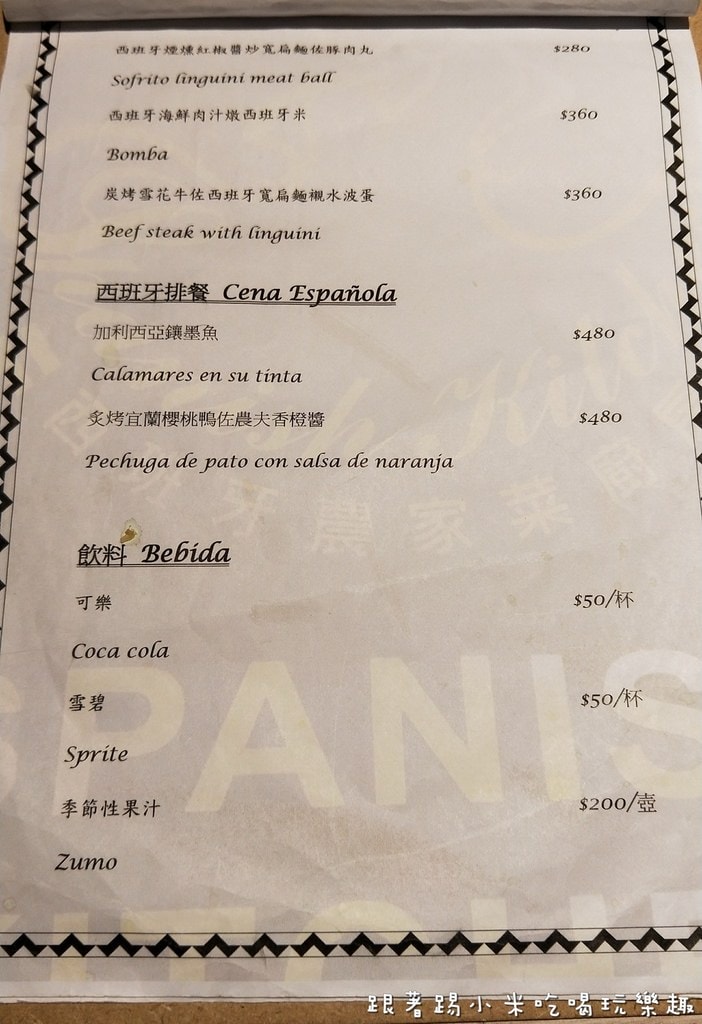 西班牙煙燻紅椒醬炒寬扁麵佐豚肉丸 $280
Sofrito linguini meat ball
西班牙海鮮肉汁燉西班牙米 $360
Bomba
炭烤雪花牛佐西班牙寬扁麵襯水波蛋 $360
Beef steak with linguini
西班牙排餐 Cena Española
加利西亞鑲墨魚 $480
Calamares en su tinta
炙烤宜蘭櫻桃鴨佐農夫香橙醬 $480
Pechuga de pato con salsa de naranja
牙農家菜廚
飲料 Bebida
可樂 $50/杯
Coca cola
雪碧 $50/杯
Sprite
季節性果汁 $200/壺
Zumo
SPANIS
跟著踢小米吃喝玩樂趣